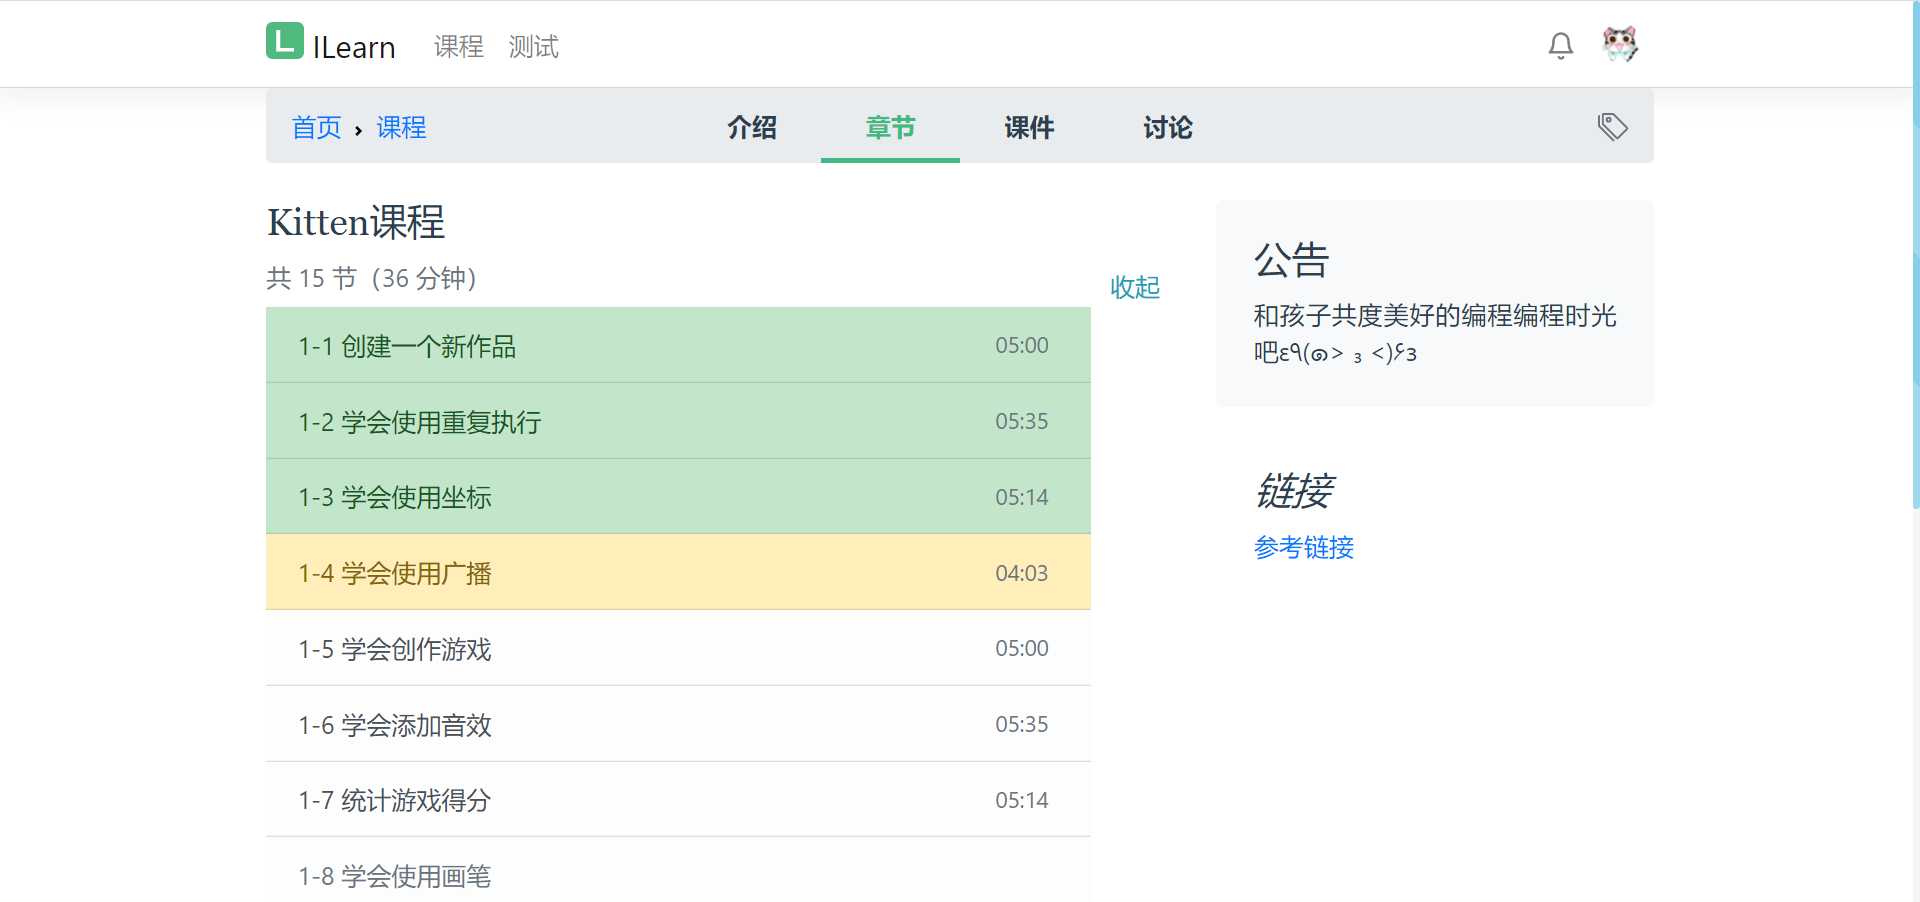 L ILearn 课程 测试
首页 › 课程 介绍 章节 课件 讨论
Kitten课程
共 15 节（36 分钟）
收起
1-1 创建一个新作品 05:00
1-2 学会使用重复执行 05:35
1-3 学会使用坐标 05:14
1-4 学会使用广播 04:03
1-5 学会创作游戏 05:00
1-6 学会添加音效 05:35
1-7 统计游戏得分 05:14
1-8 学会使用画笔
公告
和孩子共度美好的编程编程时光
吧ε٩(๑> ₃ <)۶з
链接
参考链接